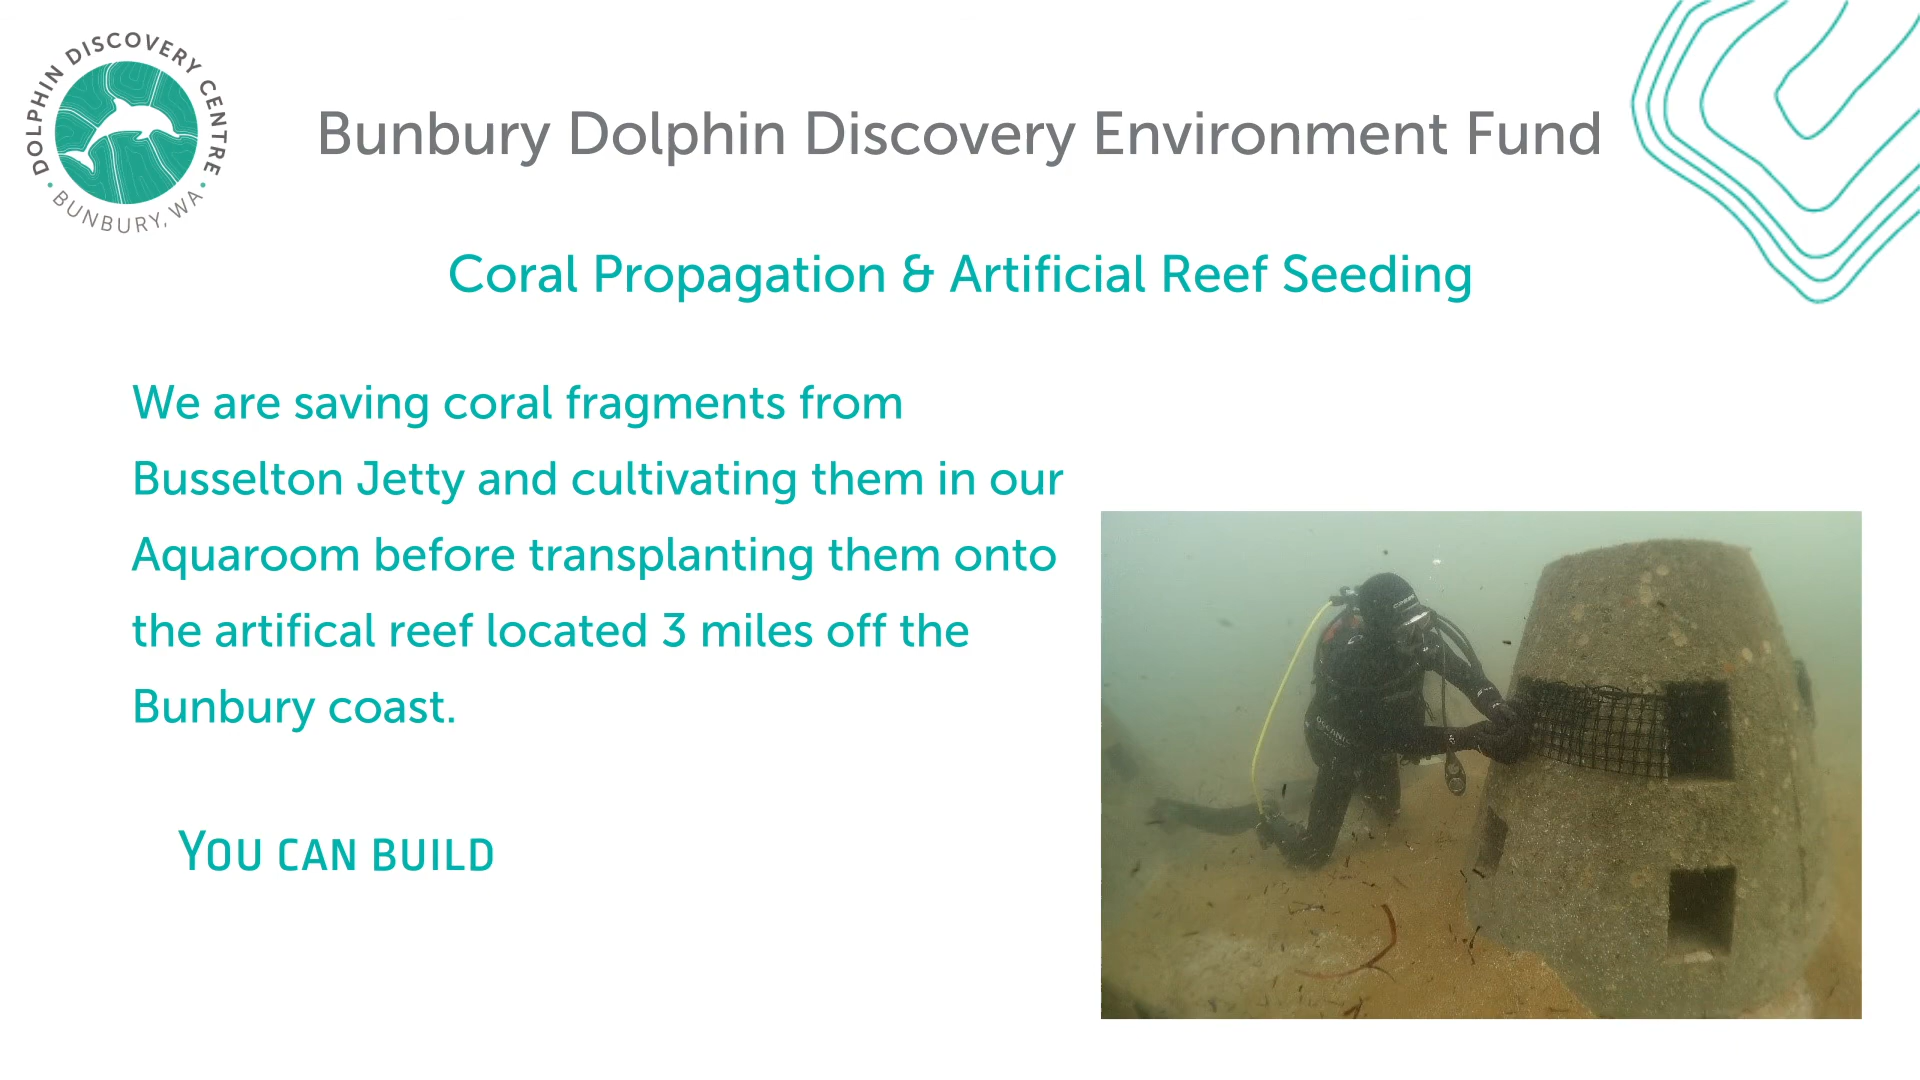 DOLPHIN DISCOVERY CENTRE
• BUNBURY, WA •
Bunbury Dolphin Discovery Environment Fund
Coral Propagation & Artificial Reef Seeding
We are saving coral fragments from
Busselton Jetty and cultivating them in our
Aquaroom before transplanting them onto
the artifical reef located 3 miles off the
Bunbury coast.
YOU CAN BUILD
OCEANIC